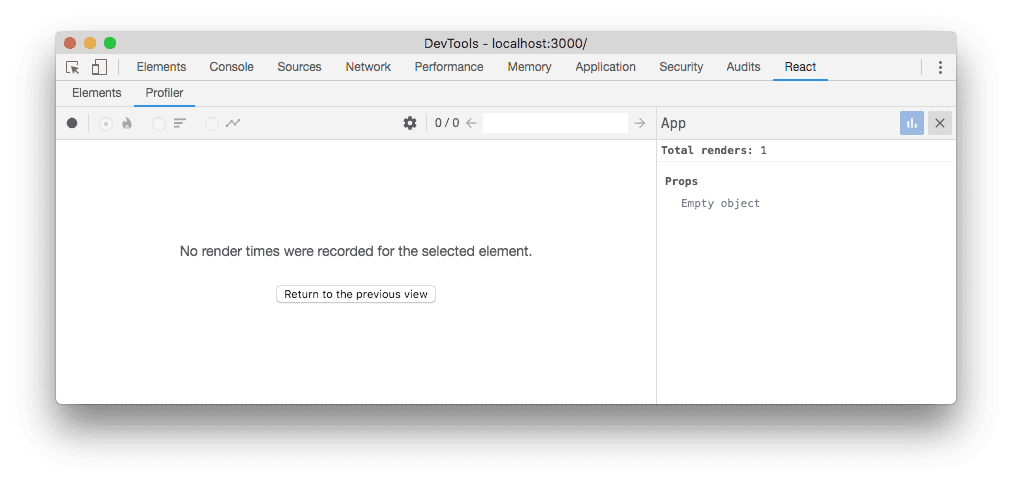 DevTools - localhost:3000/
Elements Console Sources Network Performance Memory Application Security Audits React
Elements Profiler
0 / 0 App
Total renders: 1
Props
Empty object
No render times were recorded for the selected element.
Return to the previous view